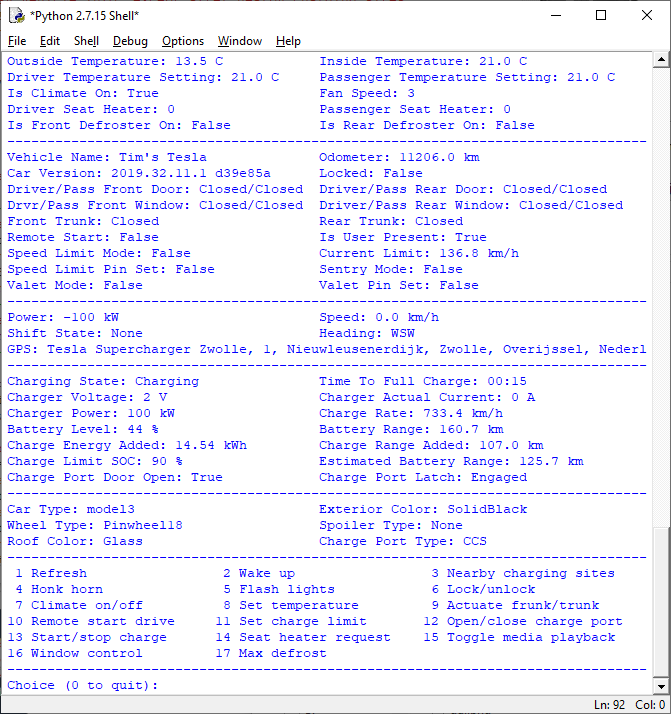 *Python 2.7.15 Shell*
File Edit Shell Debug Options Window Help
Outside Temperature: 13.5 C Inside Temperature: 21.0 C
Driver Temperature Setting: 21.0 C Passenger Temperature Setting: 21.0 C
Is Climate On: True Fan Speed: 3
Driver Seat Heater: 0 Passenger Seat Heater: 0
Is Front Defroster On: False Is Rear Defroster On: False
--------------------------------------------------------------------------------
Vehicle Name: Tim's Tesla Odometer: 11206.0 km
Car Version: 2019.32.11.1 d39e85a Locked: False
Driver/Pass Front Door: Closed/Closed Driver/Pass Rear Door: Closed/Closed
Drvr/Pass Front Window: Closed/Closed Driver/Pass Rear Window: Closed/Closed
Front Trunk: Closed Rear Trunk: Closed
Remote Start: False Is User Present: True
Speed Limit Mode: False Current Limit: 136.8 km/h
Speed Limit Pin Set: False Sentry Mode: False
Valet Mode: False Valet Pin Set: False
--------------------------------------------------------------------------------
Power: -100 kW Speed: 0.0 km/h
Shift State: None Heading: WSW
GPS: Tesla Supercharger Zwolle, 1, Nieuwleusenerdijk, Zwolle, Overijssel, Nederl
--------------------------------------------------------------------------------
Charging State: Charging Time To Full Charge: 00:15
Charger Voltage: 2 V Charger Actual Current: 0 A
Charger Power: 100 kW Charge Rate: 733.4 km/h
Battery Level: 44 % Battery Range: 160.7 km
Charge Energy Added: 14.54 kWh Charge Range Added: 107.0 km
Charge Limit SOC: 90 % Estimated Battery Range: 125.7 km
Charge Port Door Open: True Charge Port Latch: Engaged
--------------------------------------------------------------------------------
Car Type: model3 Exterior Color: SolidBlack
Wheel Type: Pinwheel18 Spoiler Type: None
Roof Color: Glass Charge Port Type: CCS
--------------------------------------------------------------------------------
1 Refresh 2 Wake up 3 Nearby charging sites
4 Honk horn 5 Flash lights 6 Lock/unlock
7 Climate on/off 8 Set temperature 9 Actuate frunk/trunk
10 Remote start drive 11 Set charge limit 12 Open/close charge port
13 Start/stop charge 14 Seat heater request 15 Toggle media playback
16 Window control 17 Max defrost
--------------------------------------------------------------------------------
Choice (0 to quit):
Ln: 92 Col: 0